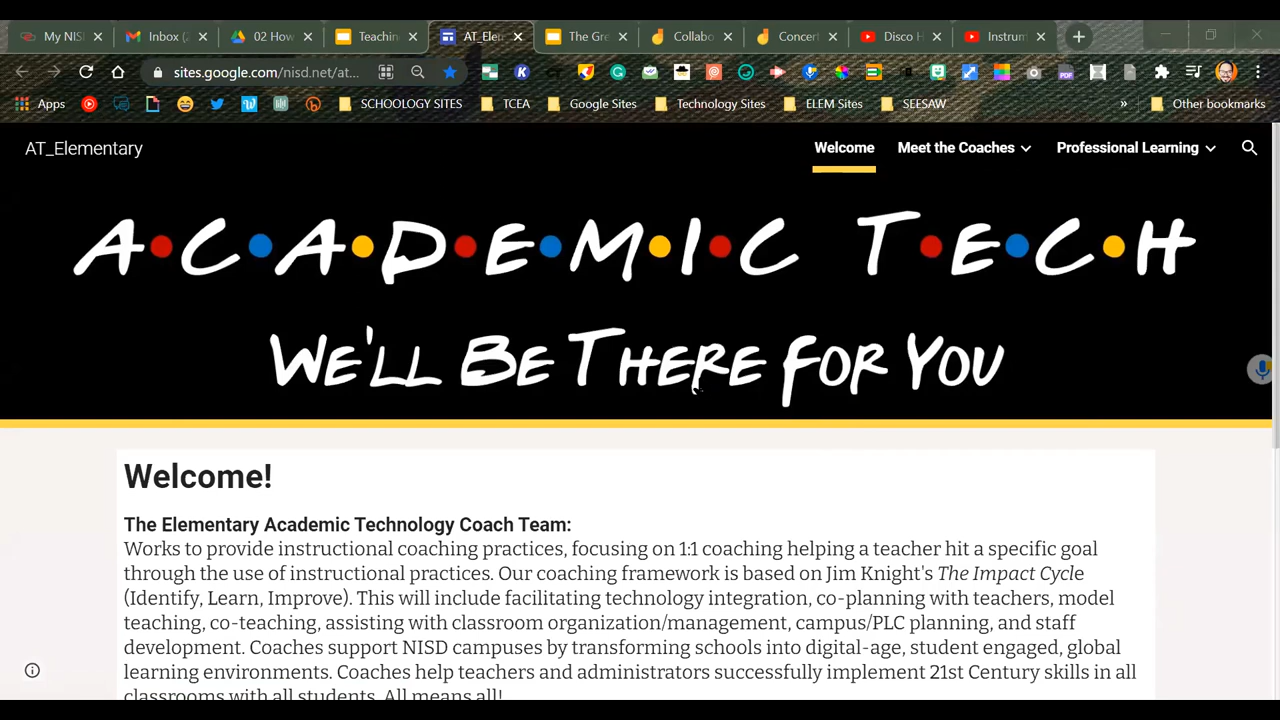 My NIS
Inbox (
02 How
Teachin
AT_Ele
The Gre
Collabo
Concert
Disco H
Instrum
sites.google.com/nisd.net/at...
Apps
SCHOOLOGY SITES
TCEA
Google Sites
Technology Sites
ELEM Sites
SEESAW
»
Other bookmarks
AT_Elementary
Welcome
Meet the Coaches
Professional Learning
A•C•A•D•E•M•I•C T•E•C•H
WE'LL BE THERE FOR YOU
Welcome!
The Elementary Academic Technology Coach Team:
Works to provide instructional coaching practices, focusing on 1:1 coaching helping a teacher hit a specific goal
through the use of instructional practices. Our coaching framework is based on Jim Knight's The Impact Cycle
(Identify, Learn, Improve). This will include facilitating technology integration, co-planning with teachers, model
teaching, co-teaching, assisting with classroom organization/management, campus/PLC planning, and staff
development. Coaches support NISD campuses by transforming schools into digital-age, student engaged, global
learning environments. Coaches help teachers and administrators successfully implement 21st Century skills in all
classrooms with all students. All means all!